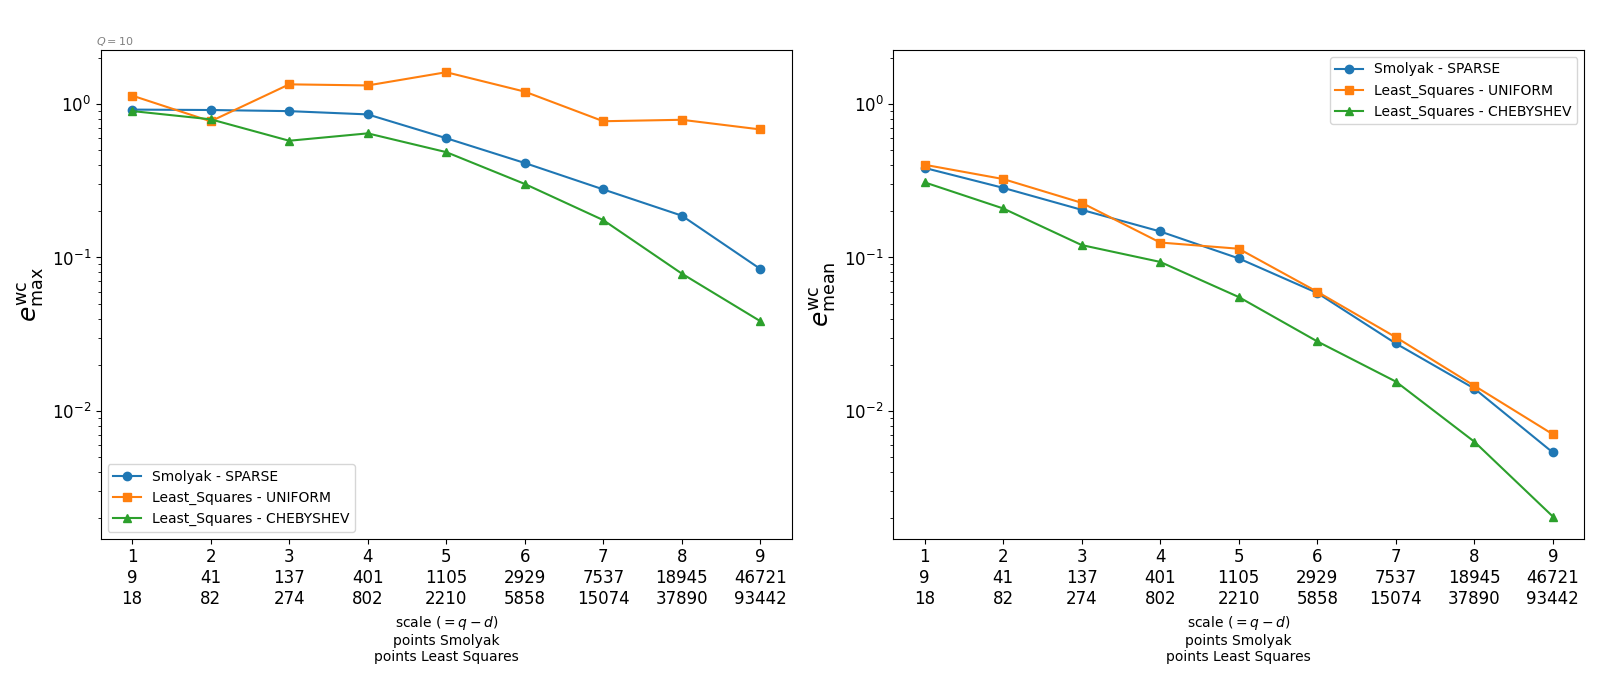 Q = 10
10^0
10^-1
10^-2
e^wc_max
Smolyak - SPARSE
Least_Squares - UNIFORM
Least_Squares - CHEBYSHEV
1 2 3 4 5 6 7 8 9
9 41 137 401 1105 2929 7537 18945 46721
18 82 274 802 2210 5858 15074 37890 93442
scale (= q − d)
points Smolyak
points Least Squares
10^0
10^-1
10^-2
e^wc_mean
Smolyak - SPARSE
Least_Squares - UNIFORM
Least_Squares - CHEBYSHEV
1 2 3 4 5 6 7 8 9
9 41 137 401 1105 2929 7537 18945 46721
18 82 274 802 2210 5858 15074 37890 93442
scale (= q − d)
points Smolyak
points Least Squares